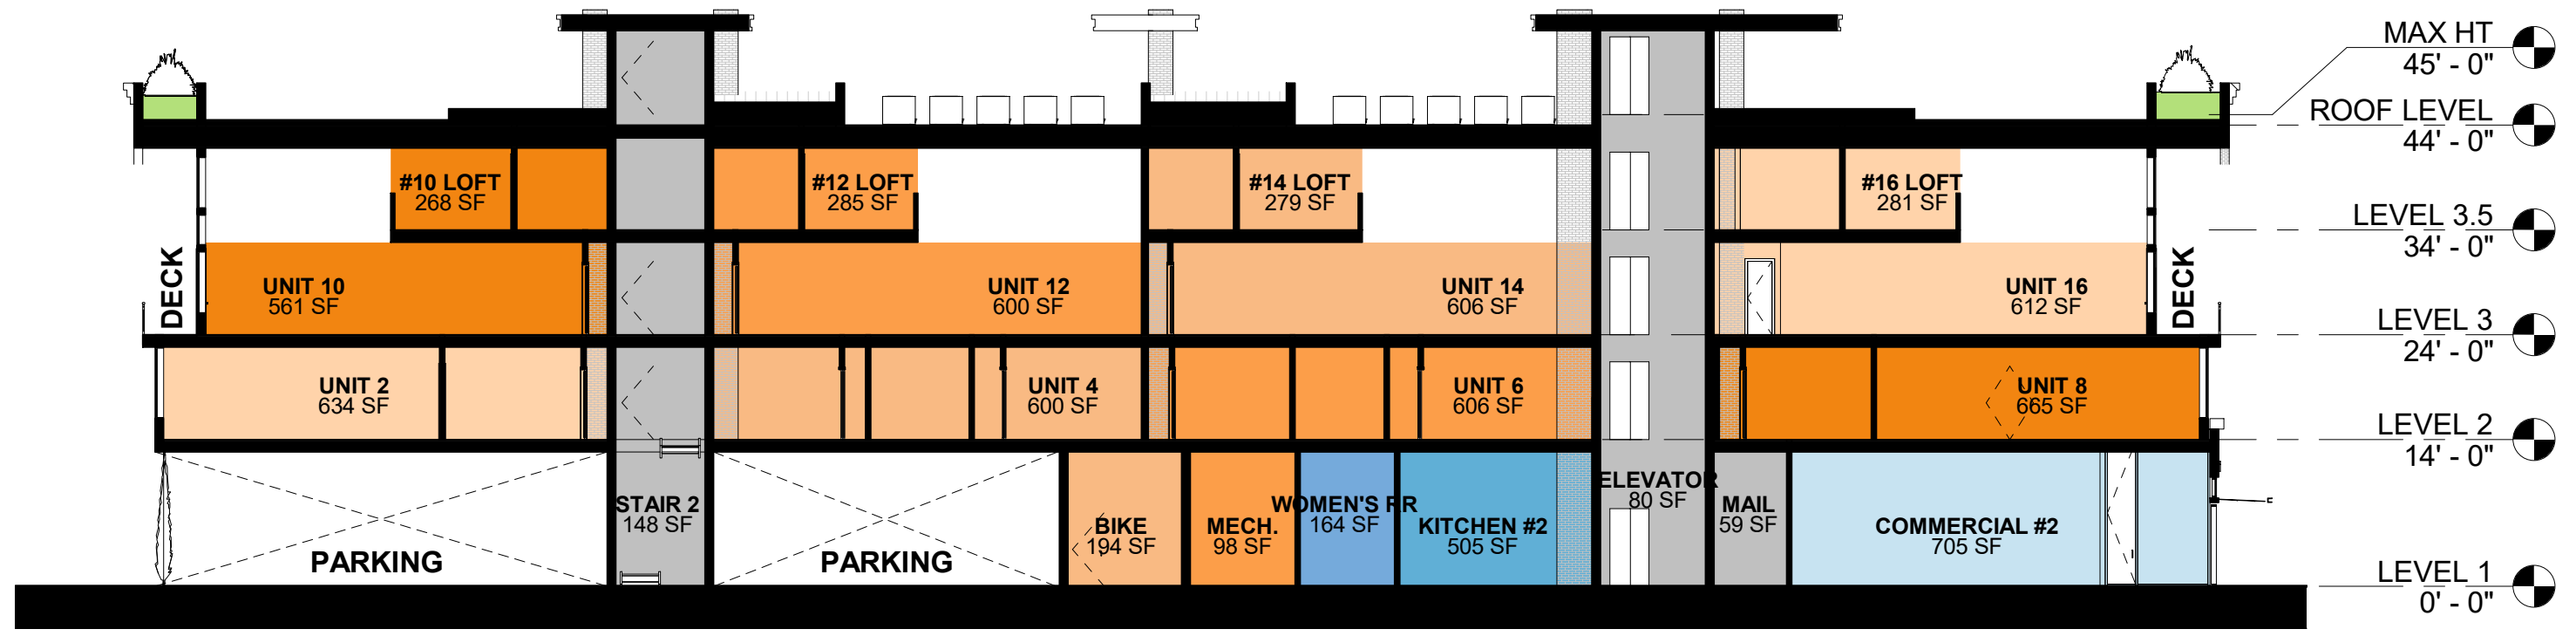 MAX HT
45' - 0"
ROOF LEVEL
44' - 0"
#10 LOFT
268 SF
#12 LOFT
285 SF
#14 LOFT
279 SF
#16 LOFT
281 SF
LEVEL 3.5
34' - 0"
DECK
UNIT 10
561 SF
UNIT 12
600 SF
UNIT 14
606 SF
UNIT 16
612 SF
DECK
LEVEL 3
24' - 0"
UNIT 2
634 SF
UNIT 4
600 SF
UNIT 6
606 SF
UNIT 8
665 SF
LEVEL 2
14' - 0"
PARKING
STAIR 2
148 SF
PARKING
BIKE
194 SF
MECH.
98 SF
WOMEN'S RR
164 SF
KITCHEN #2
505 SF
ELEVATOR
80 SF
MAIL
59 SF
COMMERCIAL #2
705 SF
LEVEL 1
0' - 0"